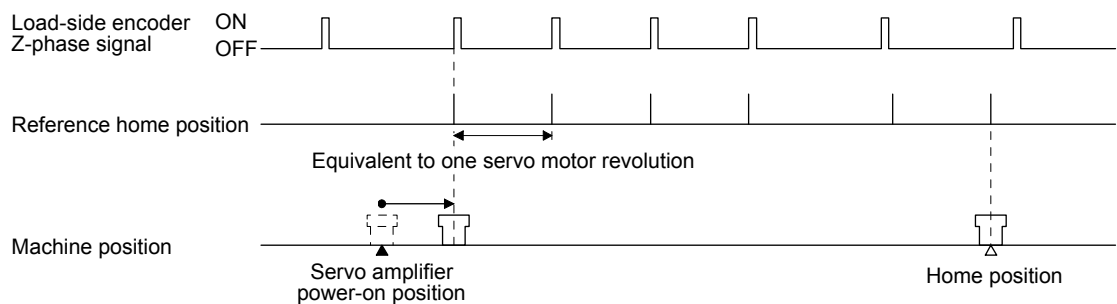 Load-side encoder
Z-phase signal
ON
OFF
Reference home position
Equivalent to one servo motor revolution
Machine position
Servo amplifier
power-on position
Home position